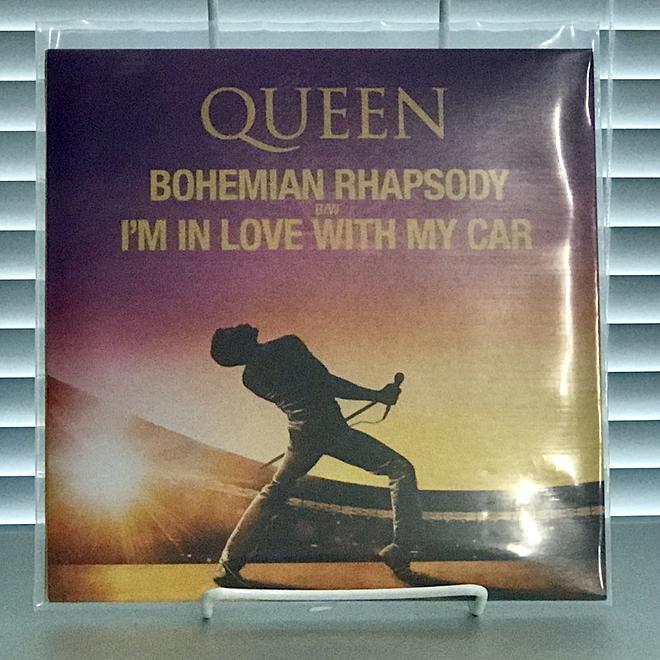 QUEEN
BOHEMIAN RHAPSODY
B/W
I'M IN LOVE WITH MY CAR